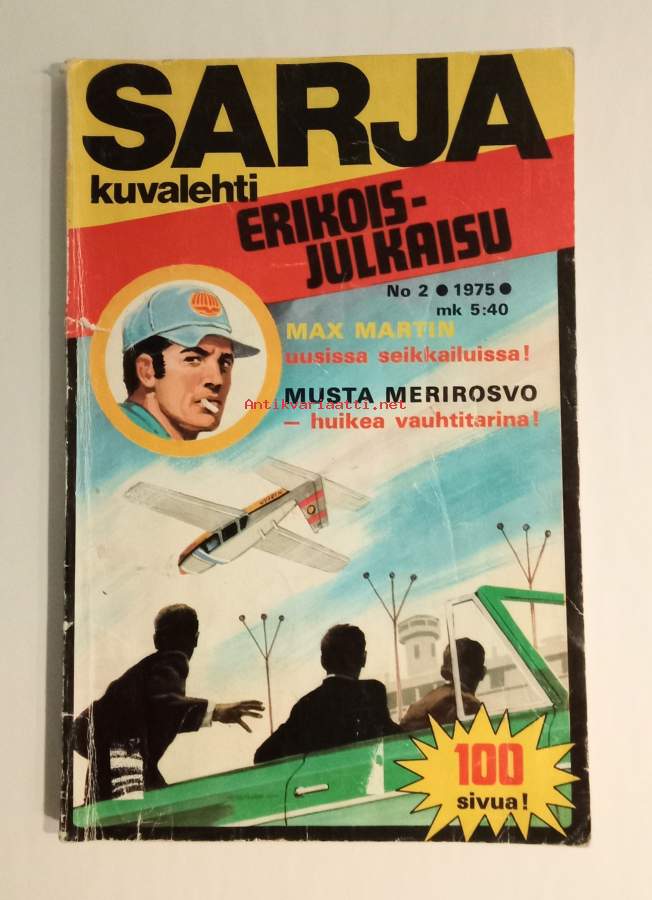 SARJA
kuvalehti
ERIKOIS-
JULKAISU
No 2 ● 1975 ●
mk 5:40
MAX MARTIN
uusissa seikkailuissa!
MUSTA MERIROSVO
Antikvariaatti.net
– huikea vauhtitarina!
100
sivua!